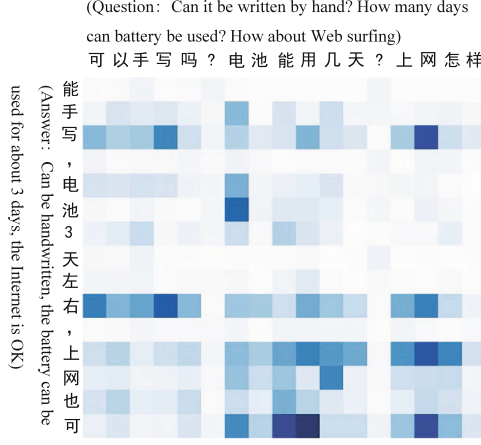 (Question: Can it be written by hand? How many days
can battery be used? How about Web surfing)
可以手写吗?电池能用几天?上网怎样
能手写,电池3天左右,上网也可
(Answer: Can be handwritten, the battery can be
used for about 3 days, the Internet is OK)